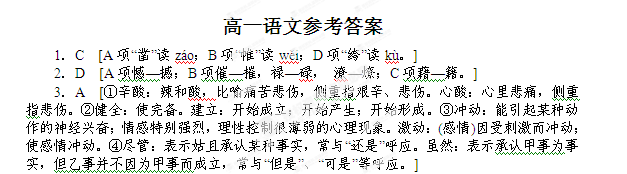 高一语文参考答案
1．C [A 项“凿”读 záo；B 项“帷”读 wéi；D 项“绔”读 kù。]
2．D [A 项憾—撼；B 项催—摧，禄—碌，潦—燎；C 项藉—籍。]
3．A [①辛酸：辣和酸，比喻痛苦悲伤，侧重指艰辛、悲伤。心酸：心里悲痛，侧重
指悲伤。②健全：使完备。建立：开始成立；开始产生；开始形成。③冲动：能引起某种动
作的神经兴奋；情感特别强烈，理性控制很薄弱的心理现象。激动：(感情)因受刺激而冲动；
使感情冲动。④尽管：表示姑且承认某种事实，常与“还是”呼应。虽然：表示承认甲事为事
实，但乙事并不因为甲事而成立，常与“但是”、“可是”等呼应。]